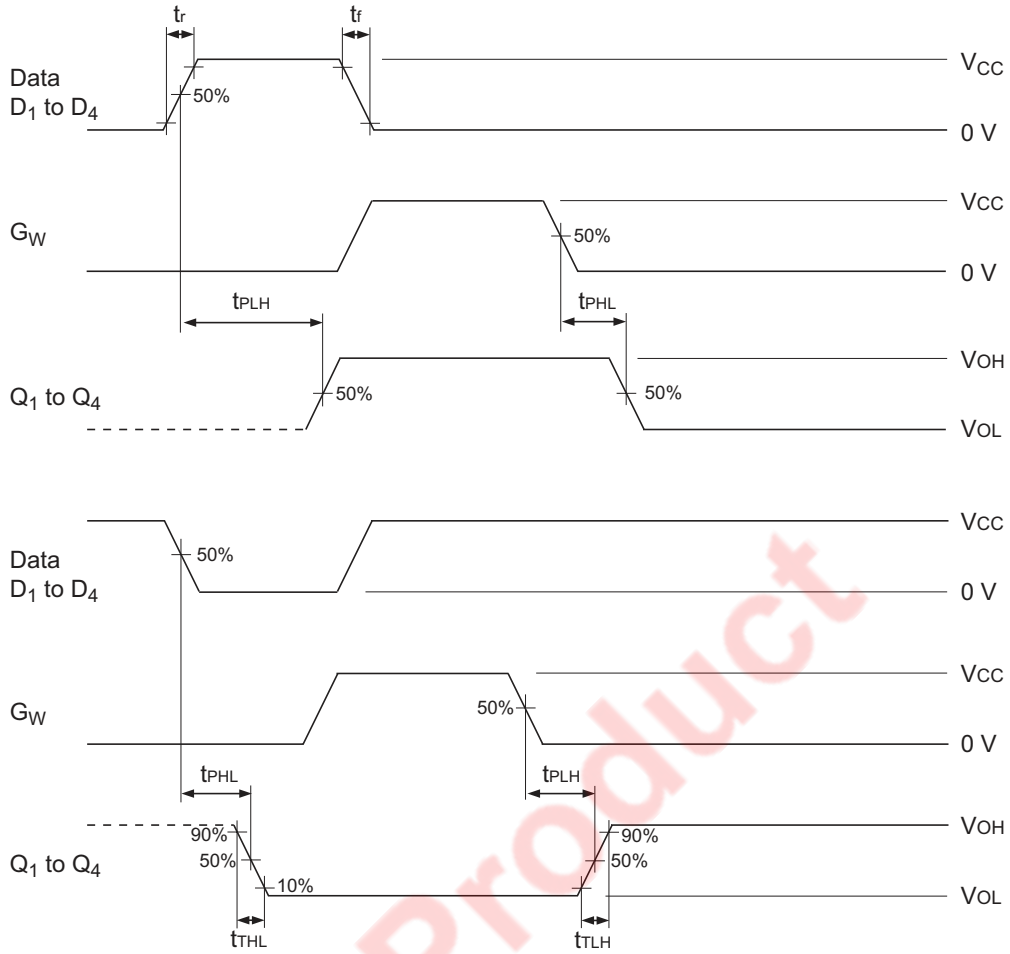 tr
tf
Data
D1 to D4
50%
VCC
0 V
GW
50%
VCC
0 V
tPLH
tPHL
Q1 to Q4
50%
50%
VOH
VOL
Data
D1 to D4
50%
VCC
0 V
GW
50%
VCC
0 V
tPHL
tPLH
Q1 to Q4
90%
50%
10%
90%
50%
VOH
VOL
tTHL
tTLH
Product